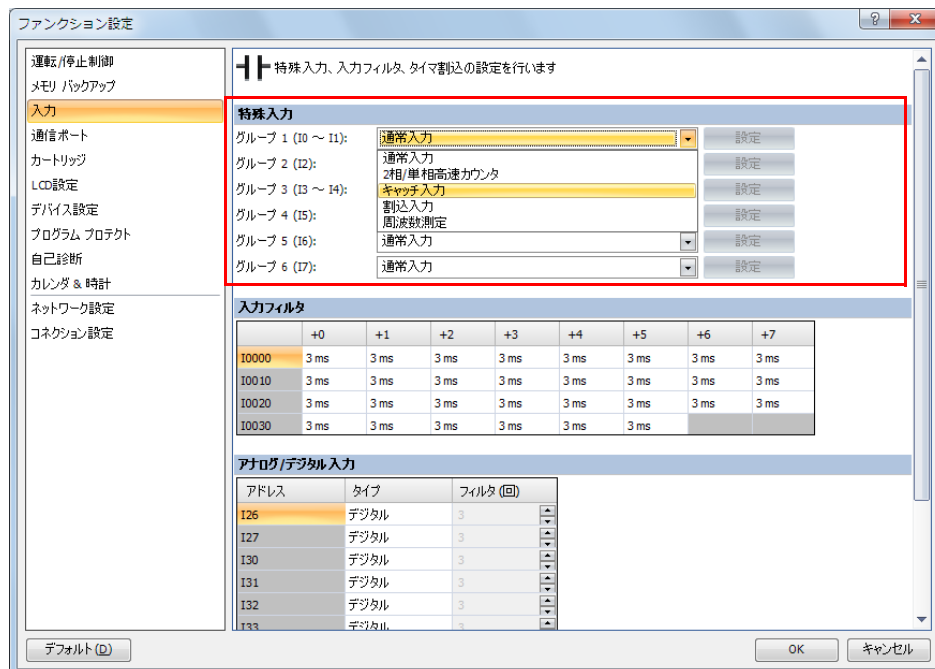 ファンクション設定
?
x
運転/停止制御
メモリ バックアップ
入力
通信ポート
カートリッジ
LCD設定
デバイス設定
プログラム プロテクト
自己診断
カレンダ & 時計
ネットワーク設定
コネクション設定
特殊入力、入力フィルタ、タイマ割込の設定を行います
特殊入力
グループ 1 (I0 ～ I1): 通常入力 設定
グループ 2 (I2): 通常入力 設定
2相/単相高速カウンタ
グループ 3 (I3 ～ I4): キャッチ入力 設定
グループ 4 (I5): 割込入力 設定
周波数測定
グループ 5 (I6): 通常入力 設定
グループ 6 (I7): 通常入力 設定
入力フィルタ
+0 +1 +2 +3 +4 +5 +6 +7
I0000 3 ms 3 ms 3 ms 3 ms 3 ms 3 ms 3 ms 3 ms
I0010 3 ms 3 ms 3 ms 3 ms 3 ms 3 ms 3 ms 3 ms
I0020 3 ms 3 ms 3 ms 3 ms 3 ms 3 ms 3 ms 3 ms
I0030 3 ms 3 ms 3 ms 3 ms 3 ms 3 ms
アナログ/デジタル入力
アドレス タイプ フィルタ (回)
I26 デジタル 3
I27 デジタル 3
I30 デジタル 3
I31 デジタル 3
I32 デジタル 3
I33 デジタル 3
デフォルト(D) OK キャンセル